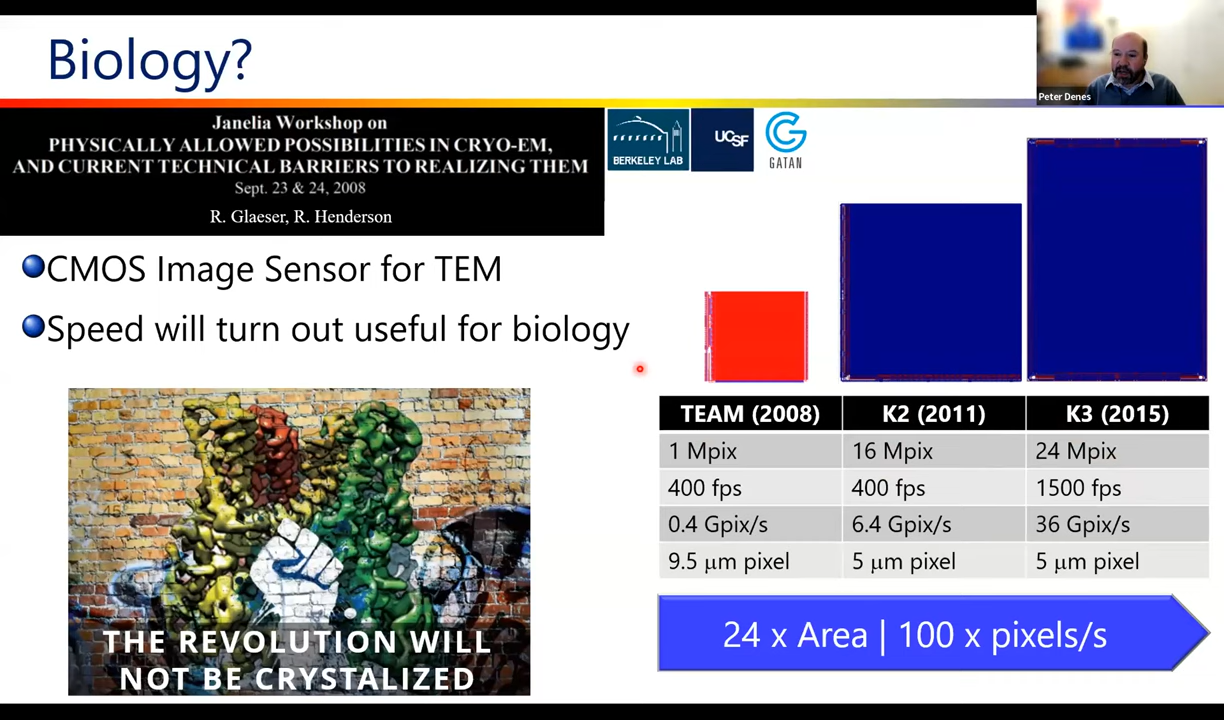 Biology?
Peter Denes
Janelia Workshop on
PHYSICALLY ALLOWED POSSIBILITIES IN CRYO-EM,
AND CURRENT TECHNICAL BARRIERS TO REALIZING THEM
Sept. 23 & 24, 2008
R. Glaeser, R. Henderson
BERKELEY LAB
UCSF
GATAN
CMOS Image Sensor for TEM
Speed will turn out useful for biology
THE REVOLUTION WILL
NOT BE CRYSTALIZED
TEAM (2008) K2 (2011) K3 (2015)
1 Mpix 16 Mpix 24 Mpix
400 fps 400 fps 1500 fps
0.4 Gpix/s 6.4 Gpix/s 36 Gpix/s
9.5 µm pixel 5 µm pixel 5 µm pixel
24 x Area | 100 x pixels/s